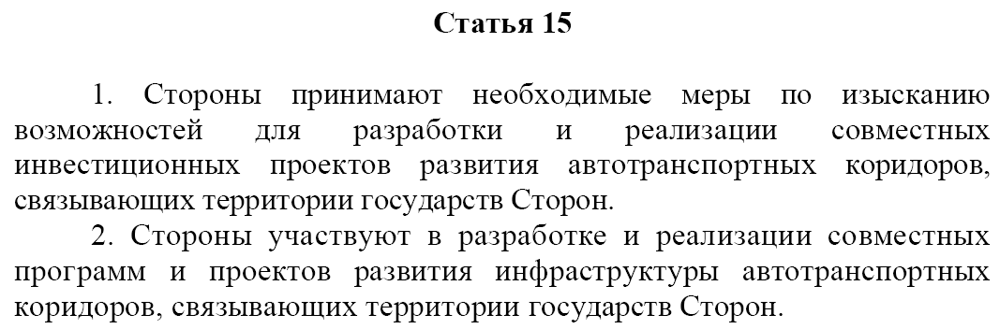 Статья 15
1. Стороны принимают необходимые меры по изысканию
возможностей для разработки и реализации совместных
инвестиционных проектов развития автотранспортных коридоров,
связывающих территории государств Сторон.
2. Стороны участвуют в разработке и реализации совместных
программ и проектов развития инфраструктуры автотранспортных
коридоров, связывающих территории государств Сторон.